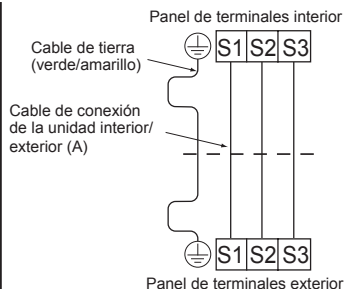 Panel de terminales interior
Cable de tierra
(verde/amarillo)
S1 S2 S3
Cable de conexión
de la unidad interior/
exterior (A)
S1 S2 S3
Panel de terminales exterior